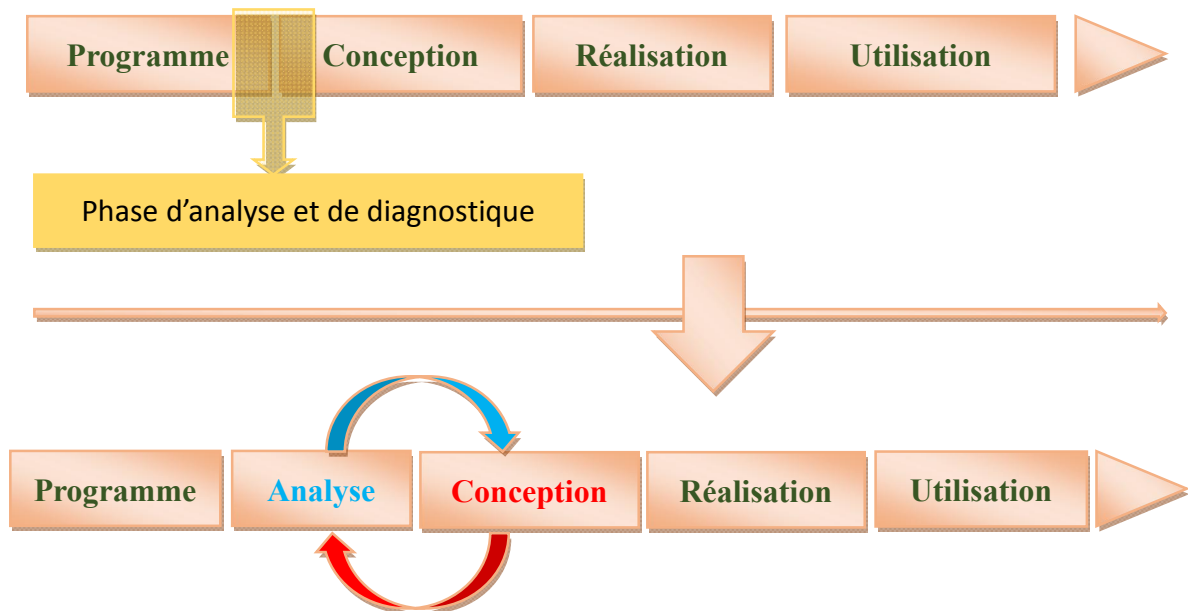 Programme Conception Réalisation Utilisation
Phase d’analyse et de diagnostique
Programme Analyse Conception Réalisation Utilisation